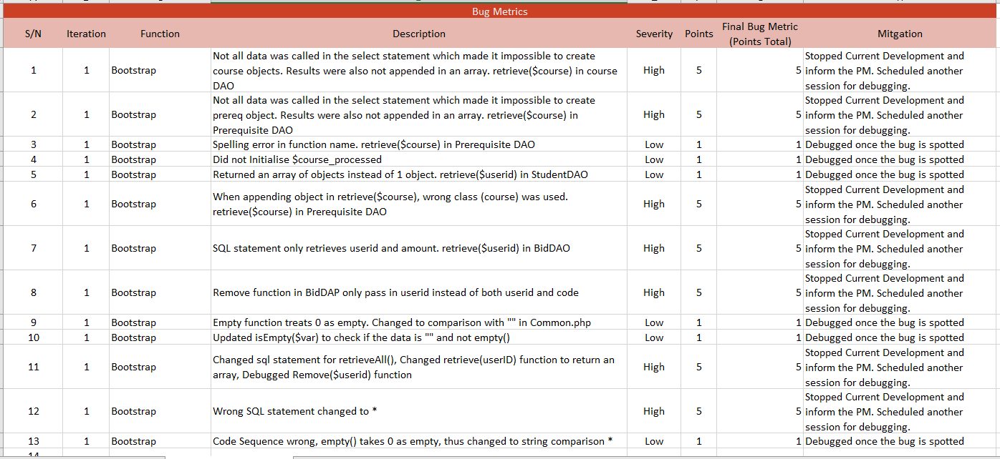 Bug Metrics
S/N Iteration Function Description Severity Points Final Bug Metric (Points Total) Mitgation
1 1 Bootstrap Not all data was called in the select statement which made it impossible to create
course objects. Results were also not appended in an array. retrieve($course) in course
DAO High 5 5 Stopped Current Development and
inform the PM. Scheduled another
session for debugging.
2 1 Bootstrap Not all data was called in the select statement which made it impossible to create
prereq object. Results were also not appended in an array. retrieve($course) in
Prerequisite DAO High 5 5 Stopped Current Development and
inform the PM. Scheduled another
session for debugging.
3 1 Bootstrap Spelling error in function name. retrieve($course) in Prerequisite DAO Low 1 1 Debugged once the bug is spotted
4 1 Bootstrap Did not Initialise $course_processed Low 1 1 Debugged once the bug is spotted
5 1 Bootstrap Returned an array of objects instead of 1 object. retrieve($userid) in StudentDAO Low 1 1 Debugged once the bug is spotted
6 1 Bootstrap When appending object in retrieve($course), wrong class (course) was used.
retrieve($course) in Prerequisite DAO High 5 5 Stopped Current Development and
inform the PM. Scheduled another
session for debugging.
7 1 Bootstrap SQL statement only retrieves userid and amount. retrieve($userid) in BidDAO High 5 5 Stopped Current Development and
inform the PM. Scheduled another
session for debugging.
8 1 Bootstrap Remove function in BidDAP only pass in userid instead of both userid and code High 5 5 Stopped Current Development and
inform the PM. Scheduled another
session for debugging.
9 1 Bootstrap Empty function treats 0 as empty. Changed to comparison with "" in Common.php Low 1 1 Debugged once the bug is spotted
10 1 Bootstrap Updated isEmpty($var) to check if the data is "" and not empty() Low 1 1 Debugged once the bug is spotted
11 1 Bootstrap Changed sql statement for retrieveAll(), Changed retrieve(userID) function to return an
array, Debugged Remove($userid) function High 5 5 Stopped Current Development and
inform the PM. Scheduled another
session for debugging.
12 1 Bootstrap Wrong SQL statement changed to * High 5 5 Stopped Current Development and
inform the PM. Scheduled another
session for debugging.
13 1 Bootstrap Code Sequence wrong, empty() takes 0 as empty, thus changed to string comparison * Low 1 1 Debugged once the bug is spotted